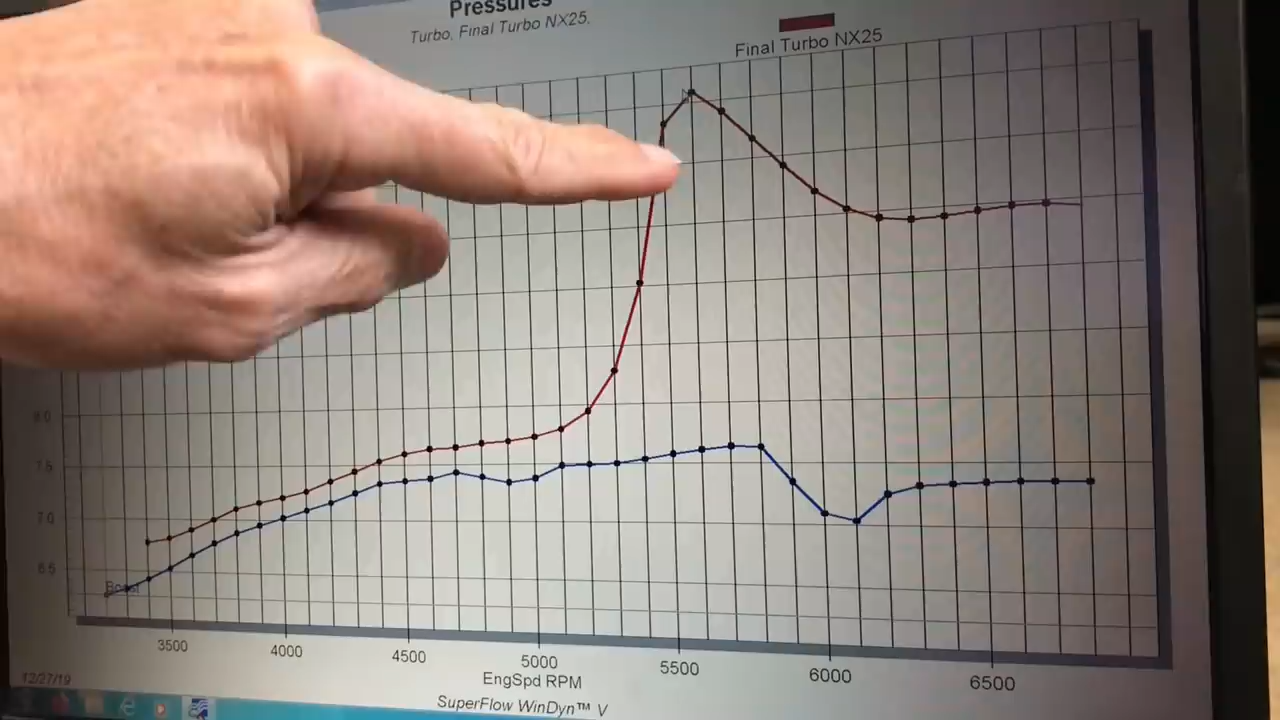 Pressures
Turbo, Final Turbo NX25,
Final Turbo NX25
8.0
7.5
7.0
6.5
3500
4000
4500
5000
5500
6000
6500
EngSpd RPM
12/27/19
SuperFlow WinDyn™ V